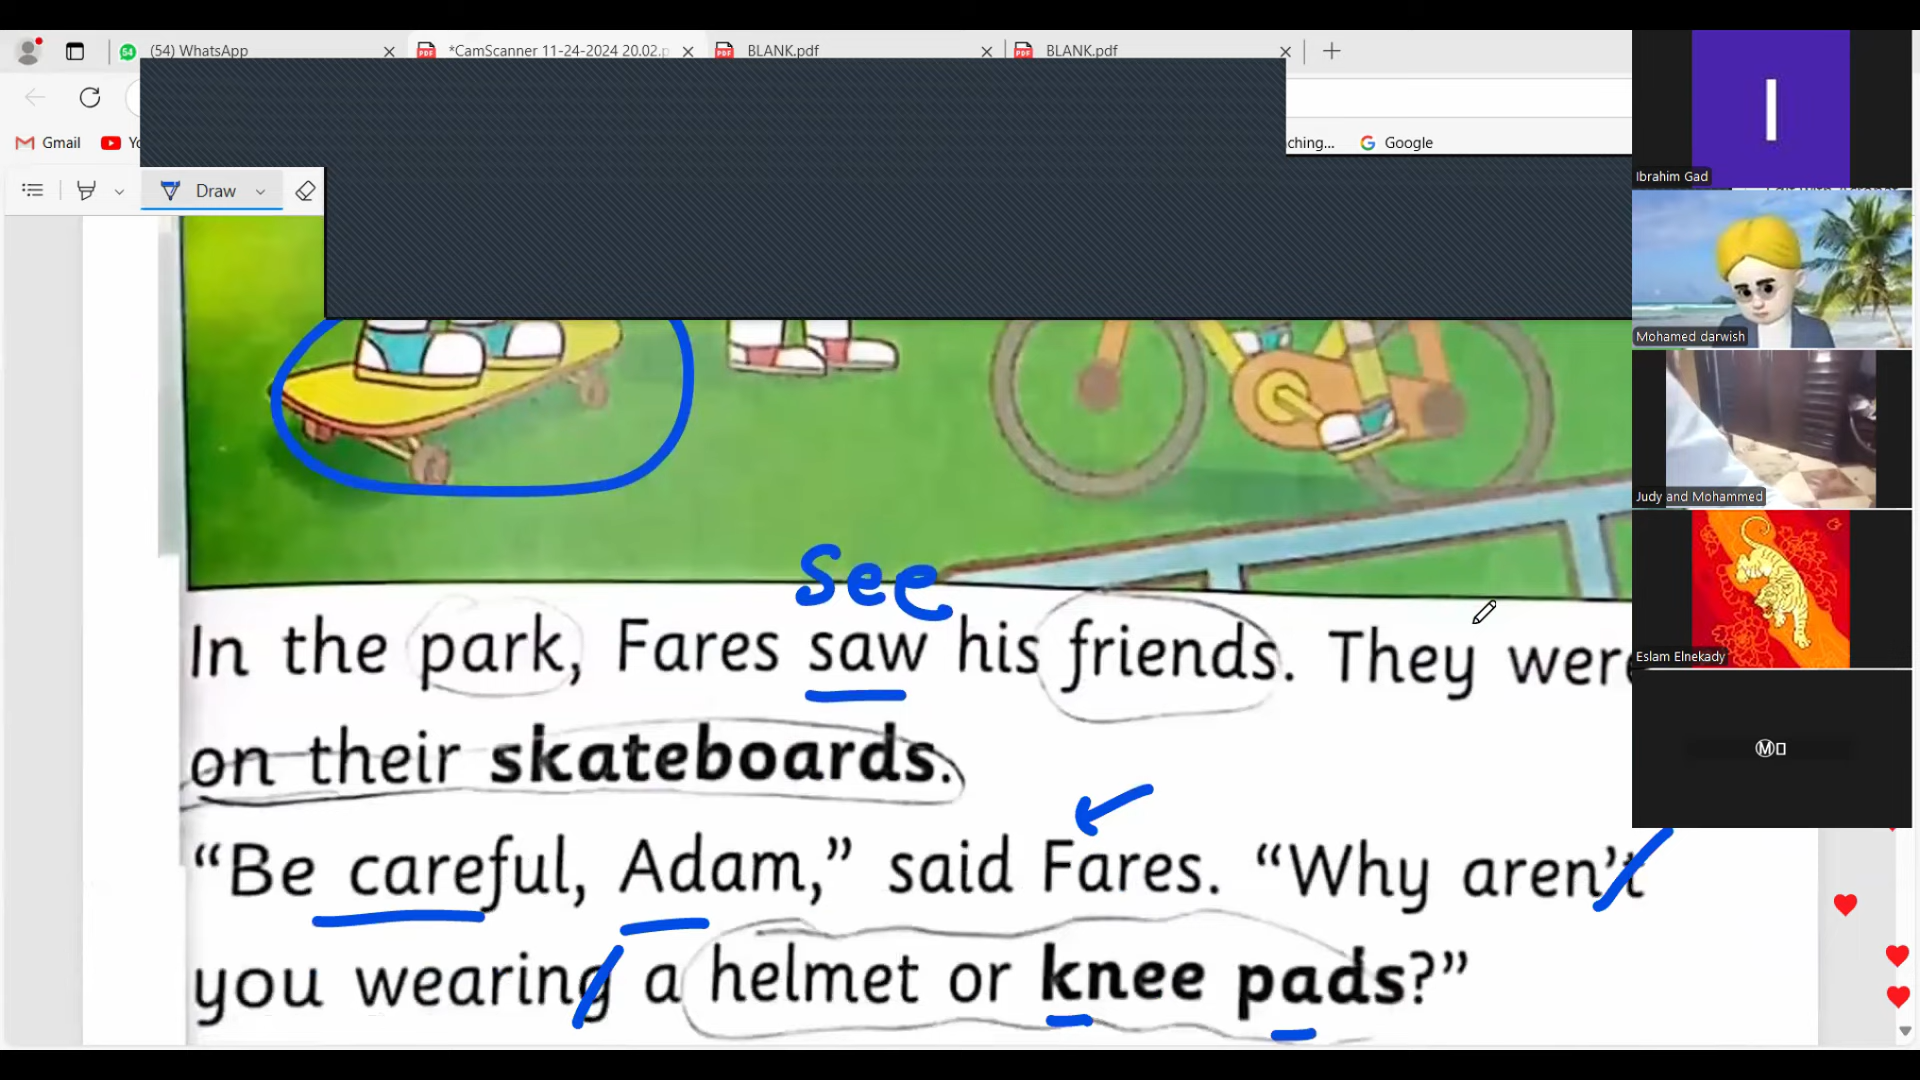 (54) WhatsApp
*CamScanner 11-24-2024 20.02.p
BLANK.pdf
BLANK.pdf
Gmail
ching...
Google
Draw
Ibrahim Gad
Mohamed darwish
Judy and Mohammed
Eslam Elnekady
see
In the park, Fares saw his friends. They were
on their skateboards.
“Be careful, Adam,” said Fares. “Why aren’t
you wearing a helmet or knee pads?”